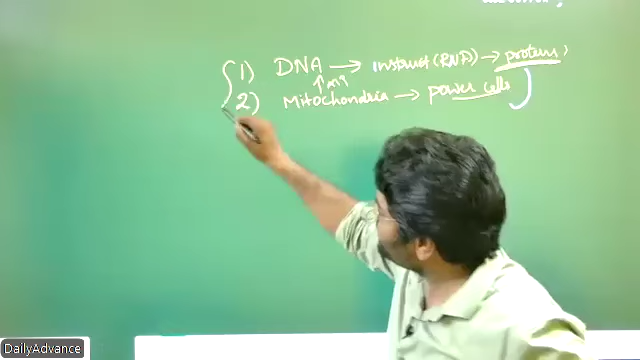 1) DNA → instruct (RNA) → proteins
2) Mitochondria → power cells
DailyAdvance